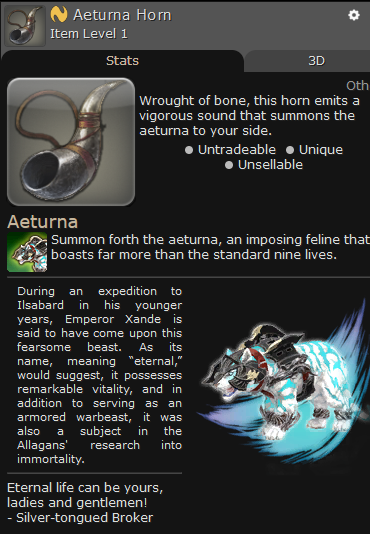 Aeturna Horn
Item Level 1
Stats
3D
Oth
Wrought of bone, this horn emits a
vigorous sound that summons the
aeturna to your side.
Untradeable Unique
Unsellable
Aeturna
Summon forth the aeturna, an imposing feline that
boasts far more than the standard nine lives.
During an expedition to
Ilsabard in his younger
years, Emperor Xande is
said to have come upon this
fearsome beast. As its
name, meaning “eternal,”
would suggest, it possesses
remarkable vitality, and in
addition to serving as an
armored warbeast, it was
also a subject in the
Allagans' research into
immortality.
Eternal life can be yours,
ladies and gentlemen!
- Silver-tongued Broker